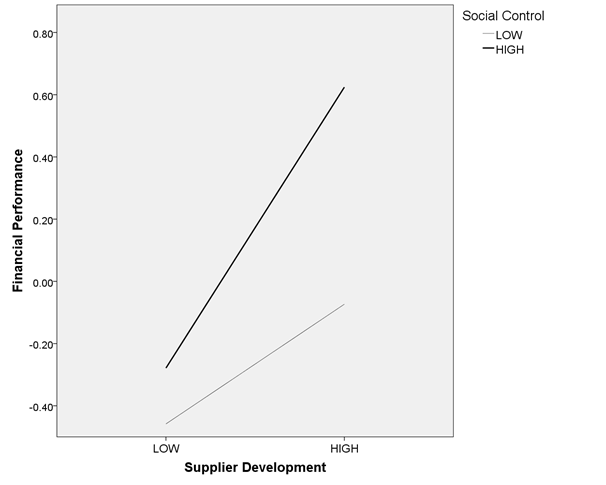 Social Control
LOW
HIGH
0.80
0.60
0.40
0.20
0.00
-0.20
-0.40
Financial Performance
LOW
HIGH
Supplier Development